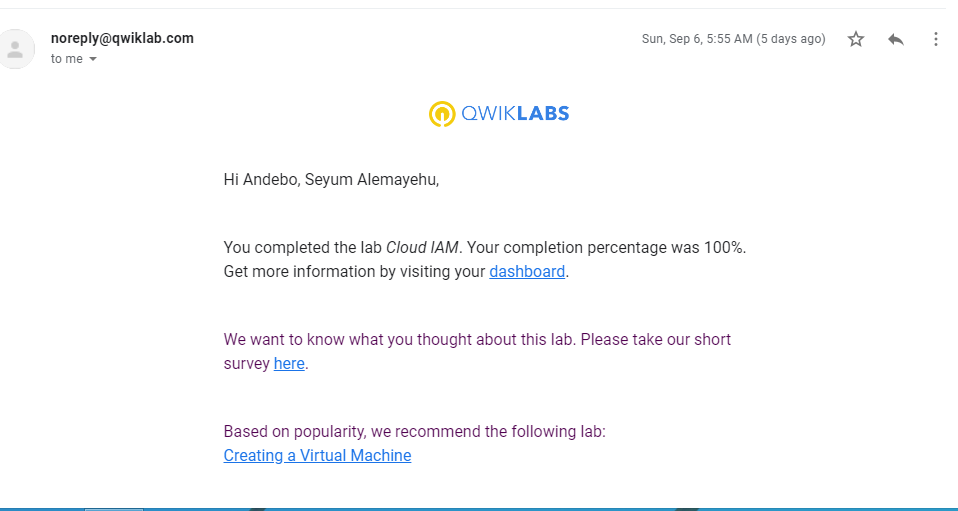 noreply@qwiklab.com
Sun, Sep 6, 5:55 AM (5 days ago)
to me
QWIKLABS
Hi Andebo, Seyum Alemayehu,
You completed the lab Cloud IAM. Your completion percentage was 100%.
Get more information by visiting your dashboard.
We want to know what you thought about this lab. Please take our short
survey here.
Based on popularity, we recommend the following lab:
Creating a Virtual Machine